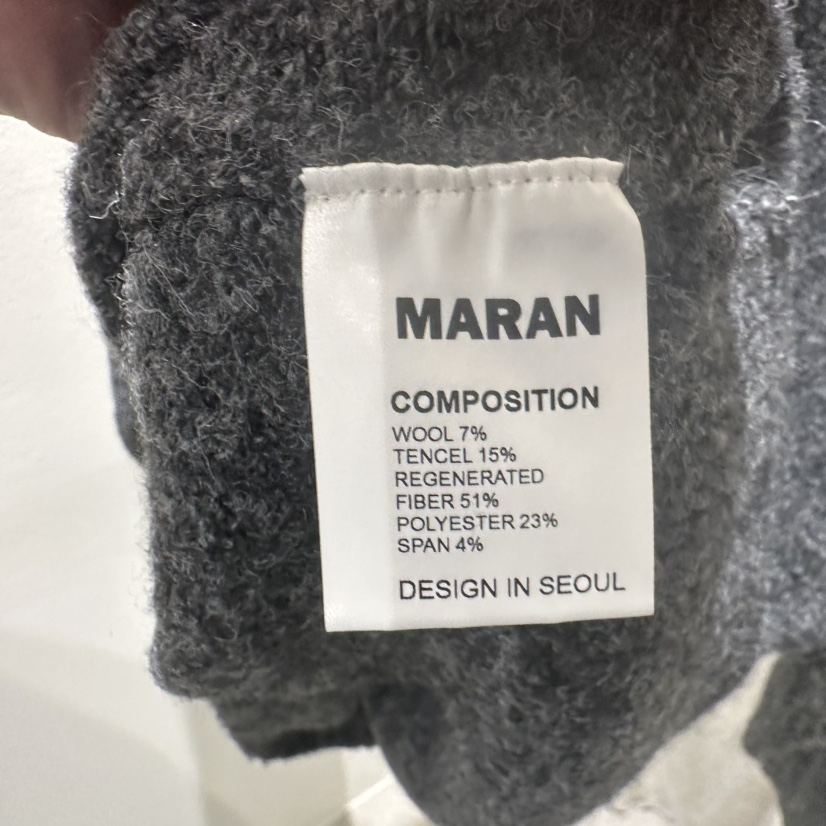 MARAN
COMPOSITION
WOOL 7%
TENCEL 15%
REGENERATED
FIBER 51%
POLYESTER 23%
SPAN 4%
DESIGN IN SEOUL